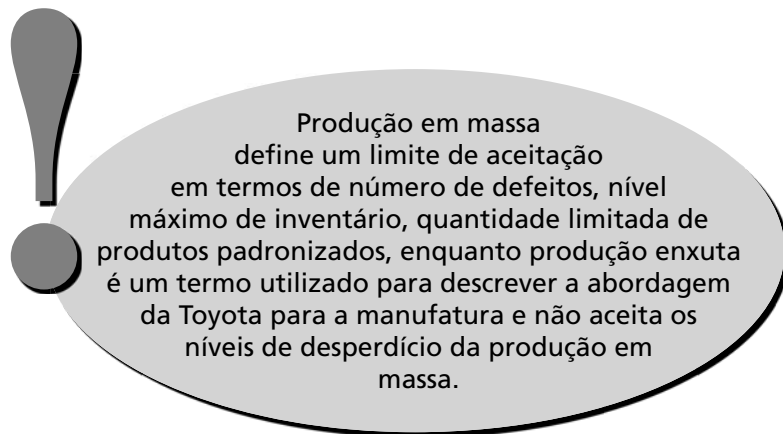 Produção em massa
define um limite de aceitação
em termos de número de defeitos, nível
máximo de inventário, quantidade limitada de
produtos padronizados, enquanto produção enxuta
é um termo utilizado para descrever a abordagem
da Toyota para a manufatura e não aceita os
níveis de desperdício da produção em
massa.